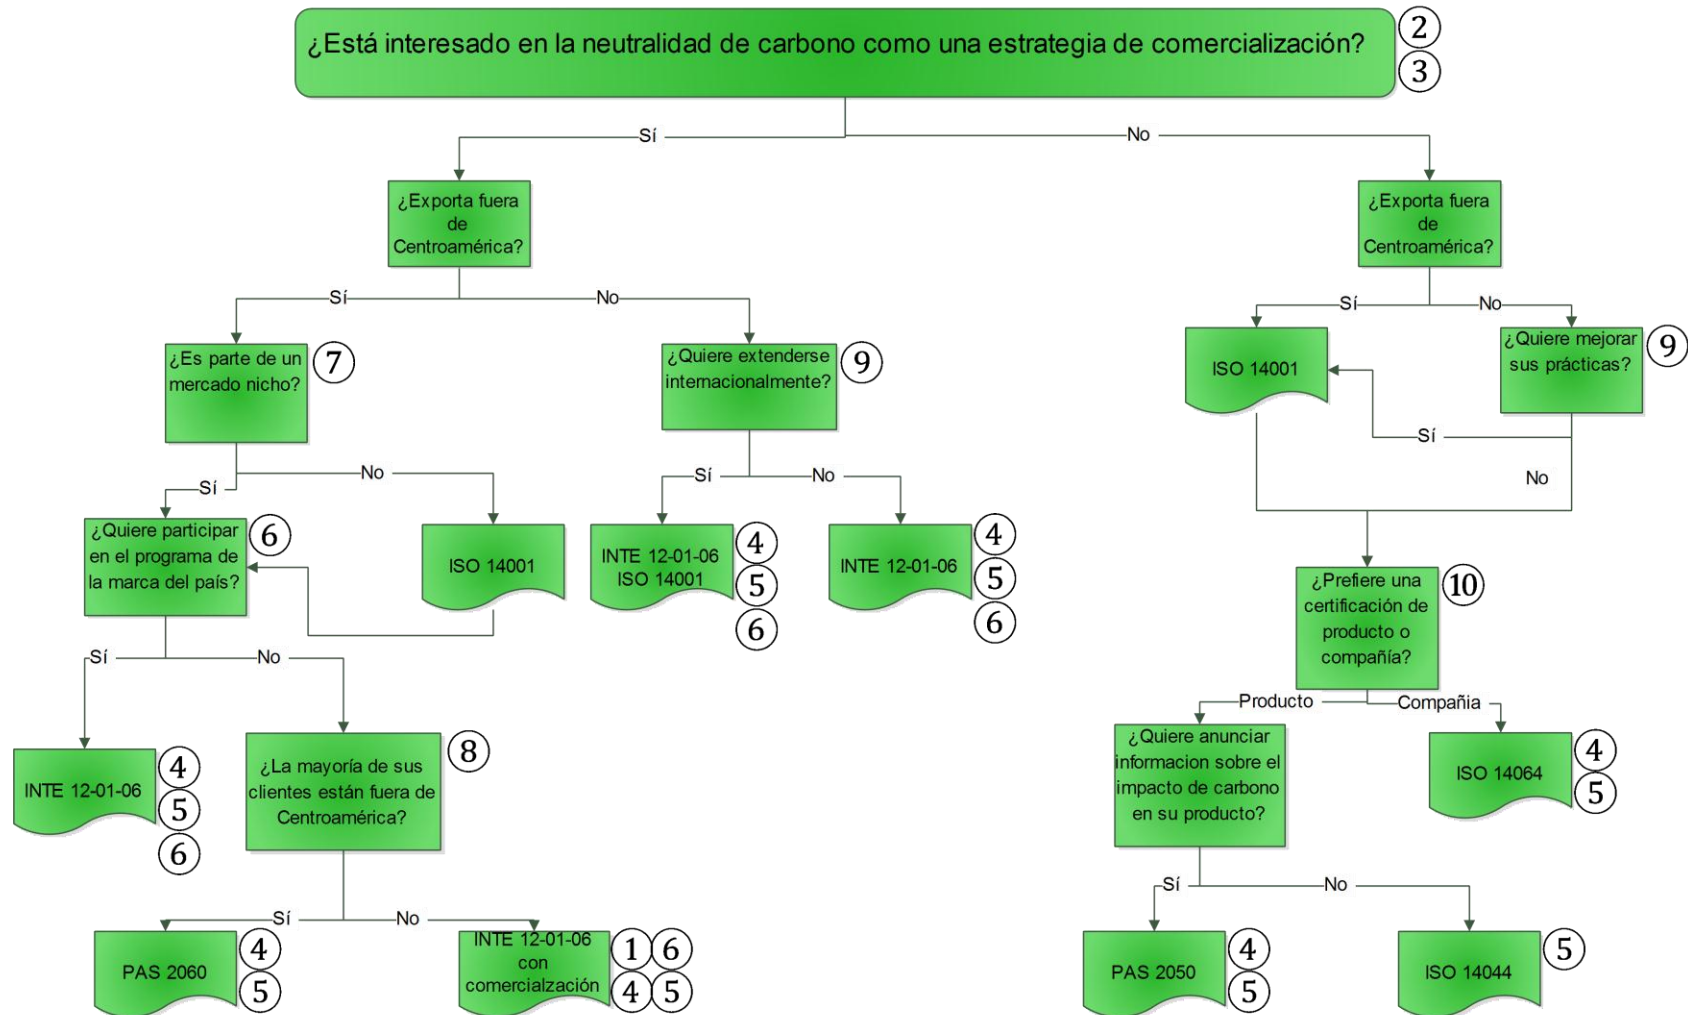 ¿Está interesado en la neutralidad de carbono como una estrategia de comercialización?
2
3
Sí
No
¿Exporta fuera
de
Centroamérica?
¿Exporta fuera
de
Centroamérica?
Sí
No
Sí
No
¿Es parte de un
mercado nicho?
7
¿Quiere extenderse
internacionalmente?
9
ISO 14001
¿Quiere mejorar
sus prácticas?
9
Sí
No
Sí
No
Sí
No
¿Quiere participar
en el programa de
la marca del país?
6
ISO 14001
INTE 12-01-06
ISO 14001
4
5
6
INTE 12-01-06
4
5
6
¿Prefiere una
certificación de
producto o
compañía?
10
Sí
No
Producto
Compañia
INTE 12-01-06
4
5
6
¿La mayoría de sus
clientes están fuera de
Centroamérica?
8
¿Quiere anunciar
informacion sobre el
impacto de carbono
en su producto?
ISO 14064
4
5
Sí
No
Sí
No
PAS 2060
4
5
INTE 12-01-06
con
comercialzación
1 6
4 5
PAS 2050
4
5
ISO 14044
5